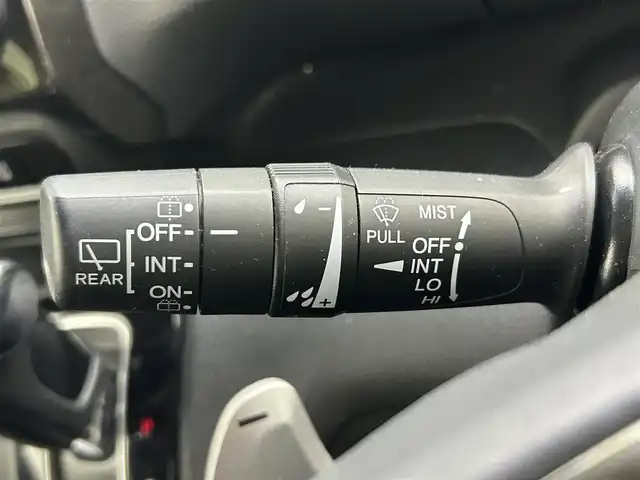 OFF
INT
ON
REAR
−
+
PULL
MIST
OFF
INT
LO
HI
−